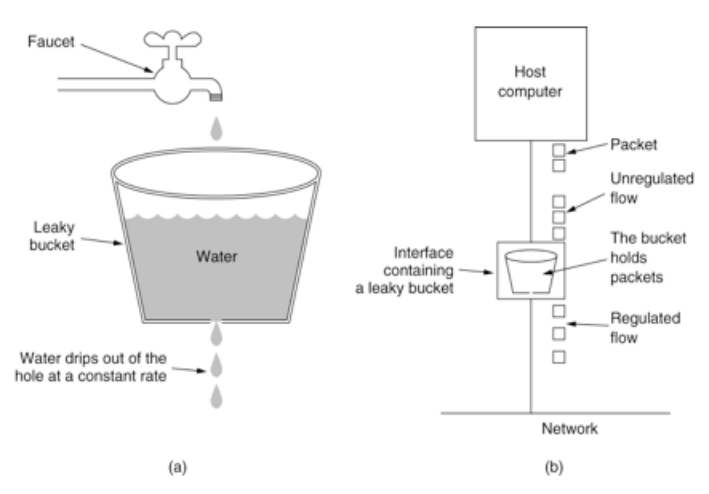 Faucet
Leaky
bucket
Water
Water drips out of the
hole at a constant rate
(a)
Host
computer
Packet
Unregulated
flow
Interface
containing
a leaky bucket
The bucket
holds
packets
Regulated
flow
Network
(b)